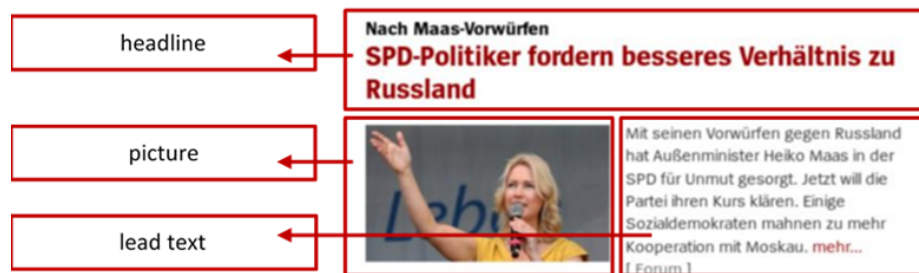 headline
Nach Maas-Vorwürfen
SPD-Politiker fordern besseres Verhältnis zu
Russland
picture
Leb
Mit seinen Vorwürfen gegen Russland
hat Außenminister Heiko Maas in der
SPD für Unmut gesorgt. Jetzt will die
Partei ihren Kurs klären. Einige
Sozialdemokraten mahnen zu mehr
Kooperation mit Moskau. mehr...
[ Forum ]
lead text